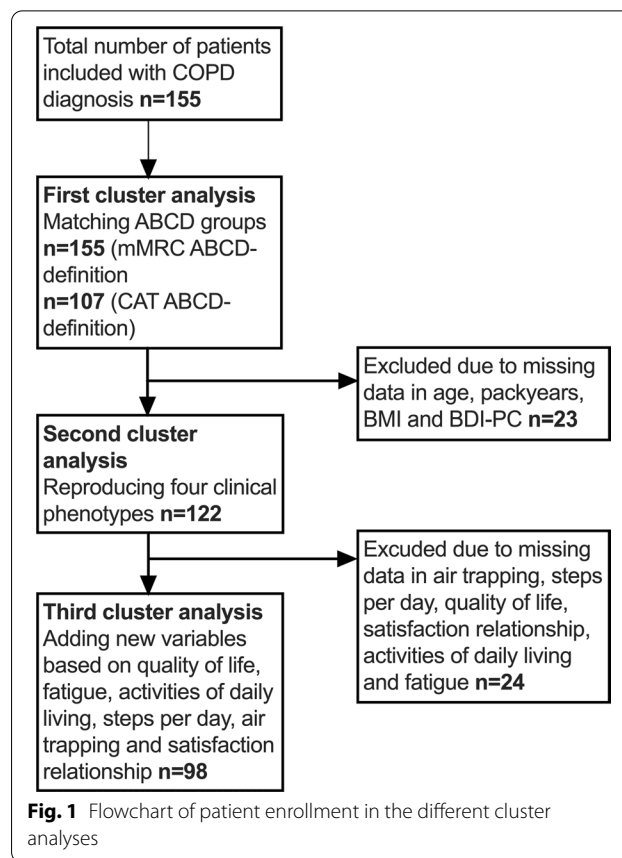 Total number of patients
included with COPD
diagnosis n=155
First cluster analysis
Matching ABCD groups
n=155 (mMRC ABCD-
definition
n=107 (CAT ABCD-
definition)
Excluded due to missing
data in age, packyears,
BMI and BDI-PC n=23
Second cluster
analysis
Reproducing four clinical
phenotypes n=122
Excuded due to missing
data in air trapping, steps
per day, quality of life,
satisfaction relationship,
activities of daily living
and fatigue n=24
Third cluster analysis
Adding new variables
based on quality of life,
fatigue, activities of daily
living, steps per day, air
trapping and satisfaction
relationship n=98
Fig. 1 Flowchart of patient enrollment in the different cluster
analyses